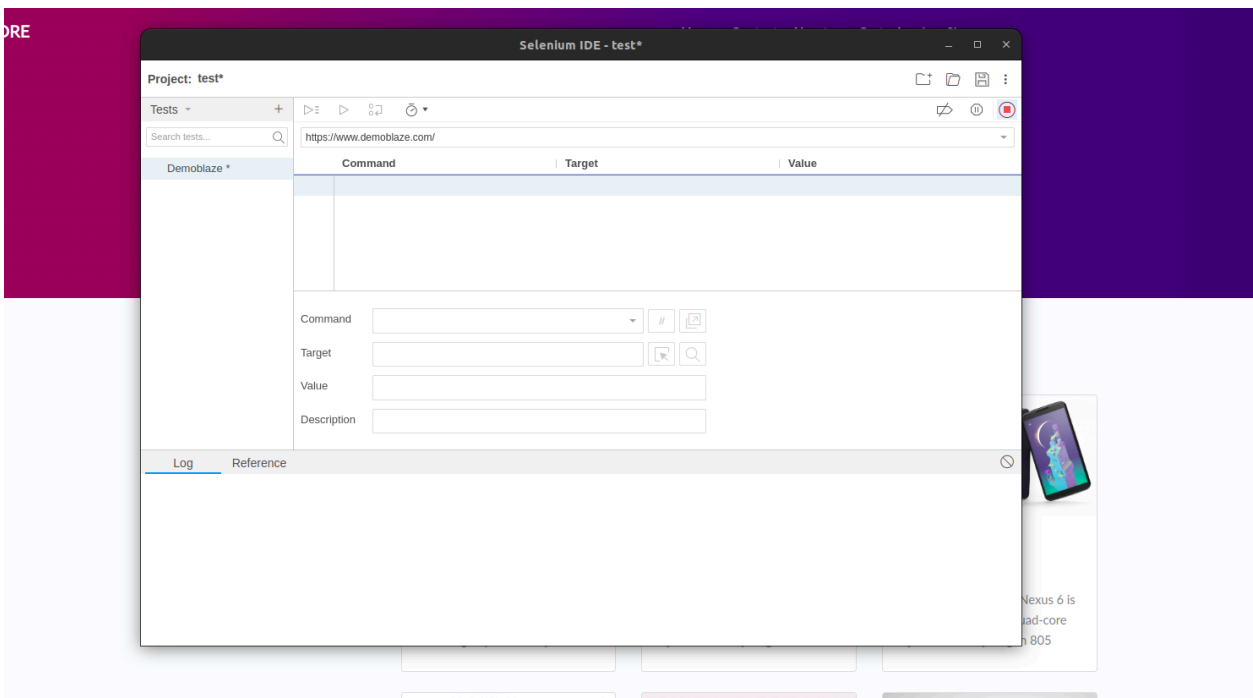 ORE
Selenium IDE - test*
Project: test*
Tests
Search tests...
https://www.demoblaze.com/
Command Target Value
Demoblaze *
Command
//
Target
Value
Description
Log Reference
Nexus 6 is
uad-core
n 805